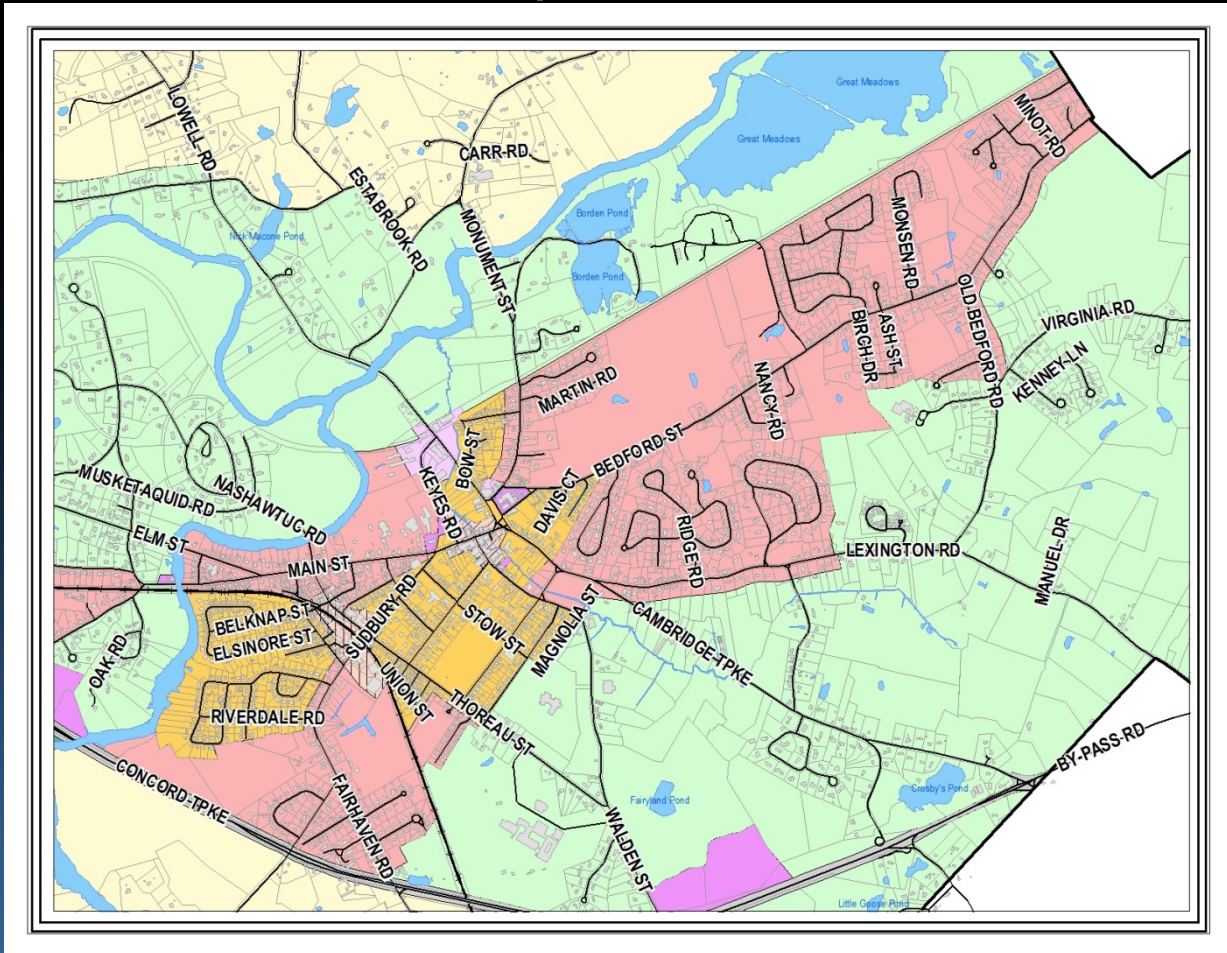 Great Meadows
MINOT RD
LOWELL RD
Great Meadows
CARR RD
ESTABROOK RD
MONSEN RD
Borden Pond
MONUMENT ST
Nick Macone Pond
Borden Pond
OLD BEDFORD RD
VIRGINIA RD
ASH ST
BIRCH DR
KENNEY LN
NANCY RD
MARTIN RD
BOW ST
BEDFORD ST
KEYES RD
MUSKETAQUID RD
NASHAWTUC RD
DAVIS CT
ELM ST
RIDGE RD
LEXINGTON RD
MAIN ST
MANUEL DR
SUDBURY RD
STOW ST
BELKNAP ST
MAGNOLIA ST
CAMBRIDGE TPKE
ELSINORE ST
OAK RD
UNION ST
THOREAU ST
RIVERDALE RD
BY-PASS RD
CONCORD TPKE
FAIRHAVEN RD
Fairyland Pond
Crosby's Pond
WALDEN ST
Little Goose Pond